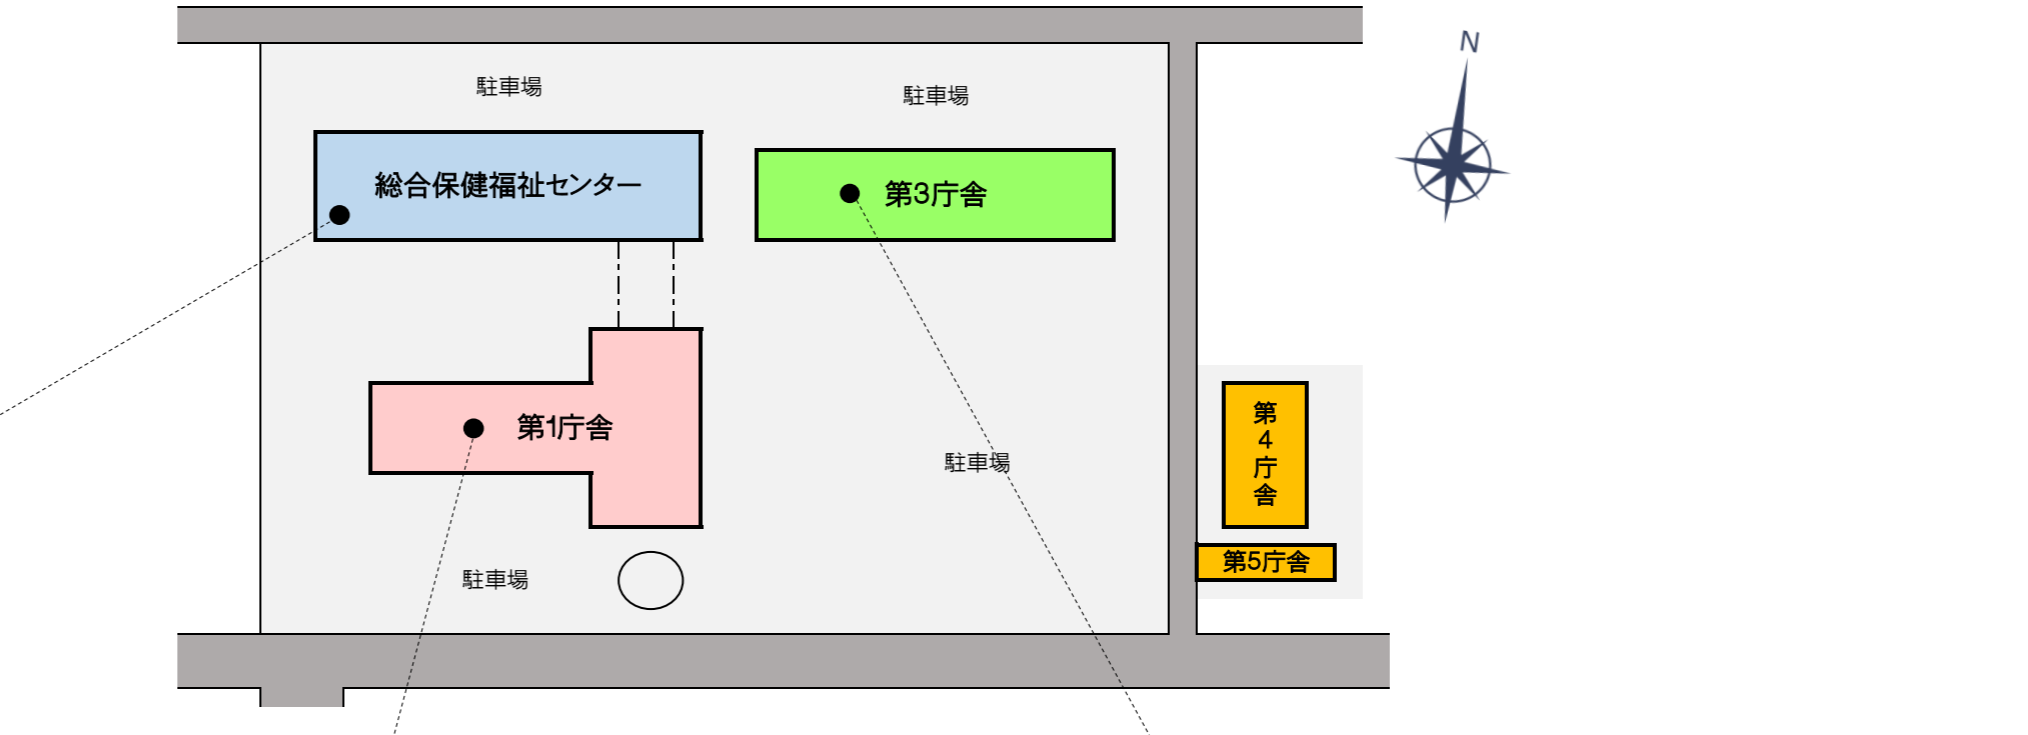 N
駐車場
駐車場
総合保健福祉センター
第3庁舎
第1庁舎
駐車場
第4庁舎
第5庁舎
駐車場